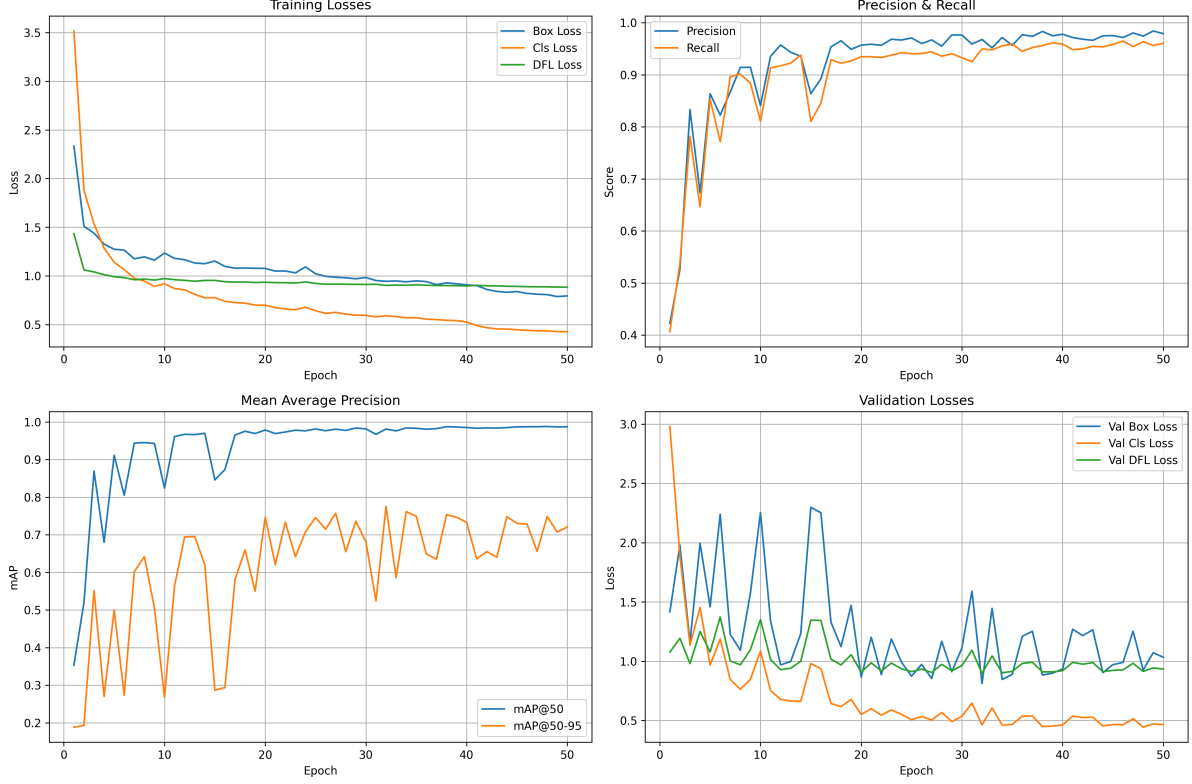 Training Losses
Loss
3.5
3.0
2.5
2.0
1.5
1.0
0.5
0
10
20
30
40
50
Epoch
Box Loss
Cls Loss
DFL Loss
Precision & Recall
Score
1.0
0.9
0.8
0.7
0.6
0.5
0.4
0
10
20
30
40
50
Epoch
Precision
Recall
Mean Average Precision
mAP
1.0
0.9
0.8
0.7
0.6
0.5
0.4
0.3
0.2
0
10
20
30
40
50
Epoch
mAP@50
mAP@50-95
Validation Losses
Loss
3.0
2.5
2.0
1.5
1.0
0.5
0
10
20
30
40
50
Epoch
Val Box Loss
Val Cls Loss
Val DFL Loss